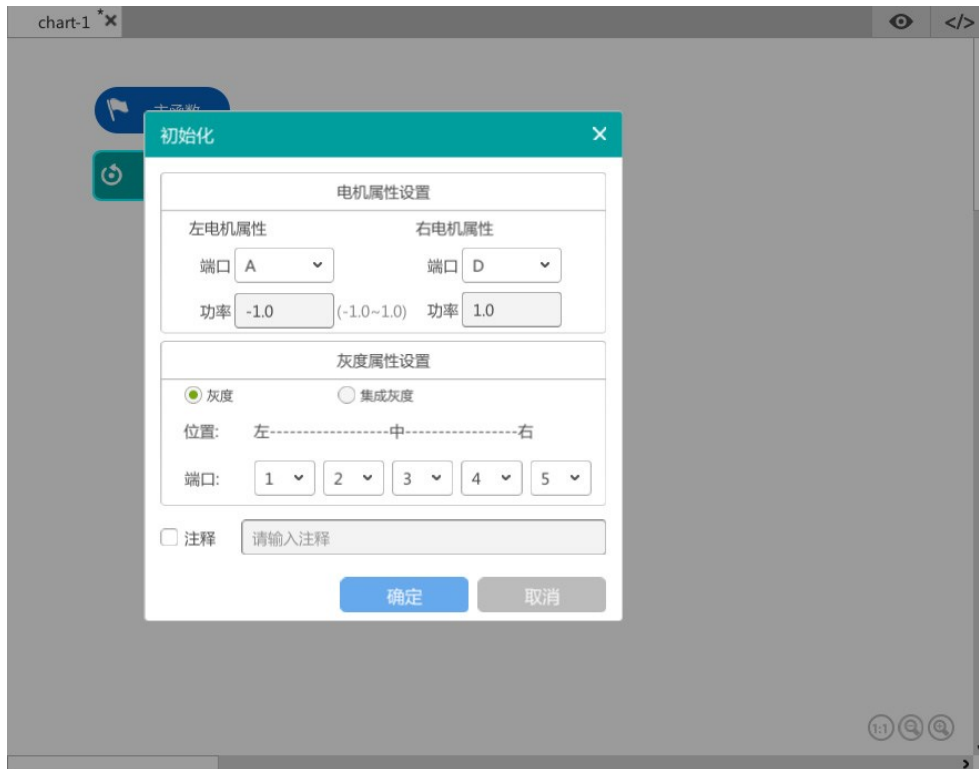 chart-1 *
</>
主函数
初始化
电机属性设置
左电机属性 右电机属性
端口 A 端口 D
功率 -1.0 (-1.0~1.0) 功率 1.0
灰度属性设置
灰度 集成灰度
位置: 左------------------中-----------------右
端口: 1 2 3 4 5
注释 请输入注释
确定 取消
1:1